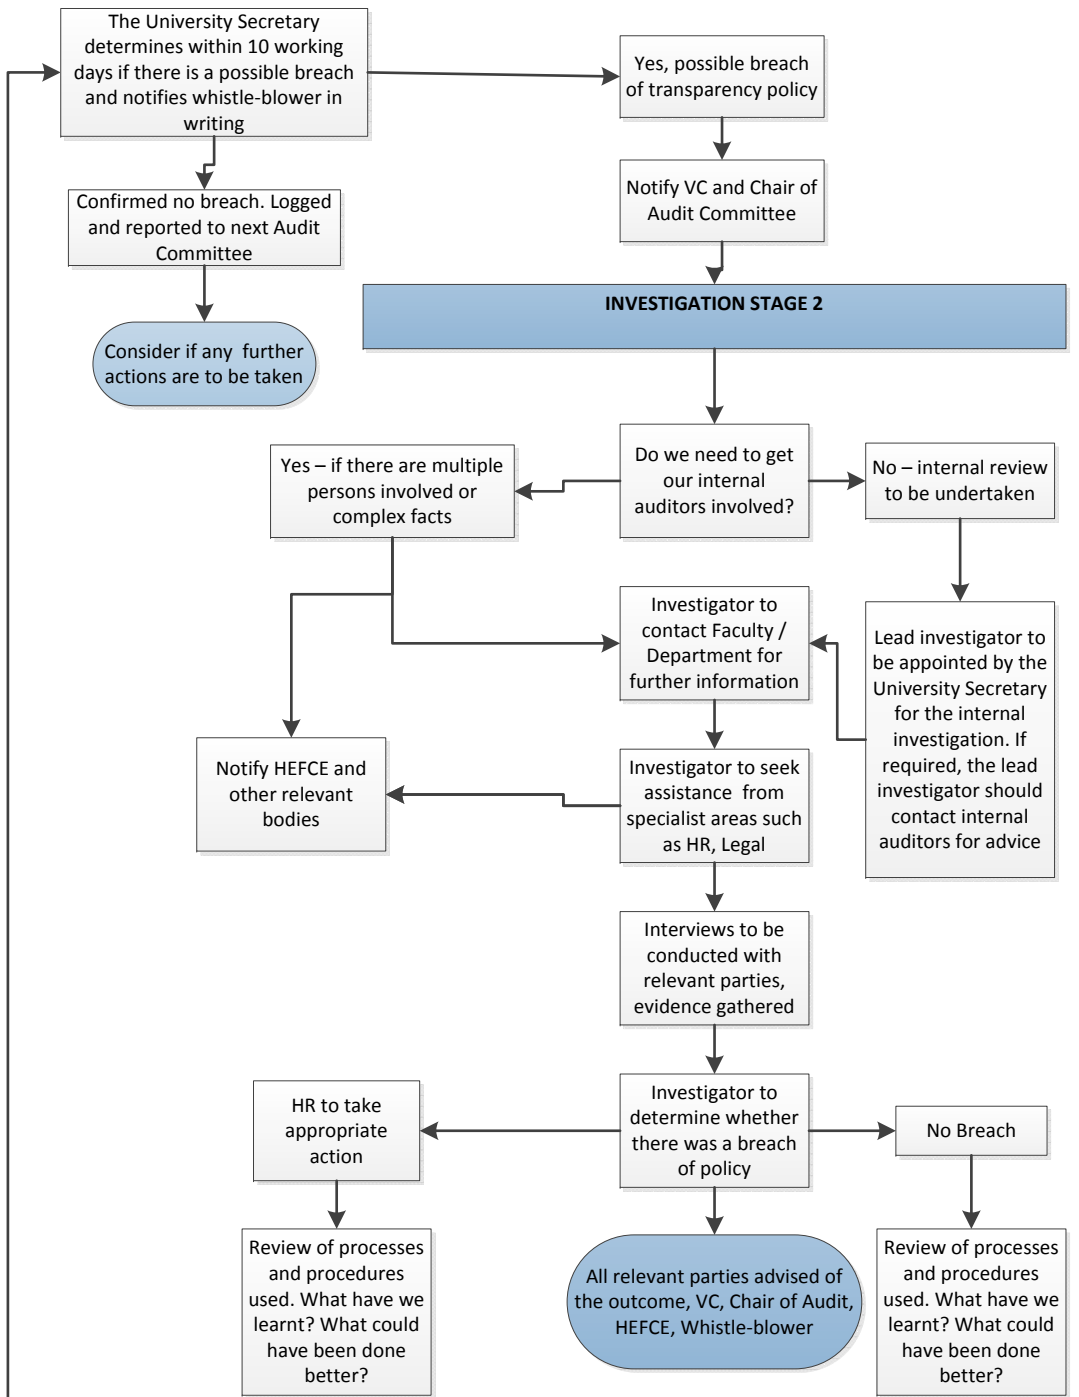 The University Secretary
determines within 10 working
days if there is a possible breach
and notifies whistle-blower in
writing
Yes, possible breach
of transparency policy
Confirmed no breach. Logged
and reported to next Audit
Committee
Notify VC and Chair of
Audit Committee
INVESTIGATION STAGE 2
Consider if any further
actions are to be taken
Yes – if there are multiple
persons involved or
complex facts
Do we need to get
our internal
auditors involved?
No – internal review
to be undertaken
Investigator to
contact Faculty /
Department for
further information
Lead investigator to
be appointed by the
University Secretary
for the internal
investigation. If
required, the lead
investigator should
contact internal
auditors for advice
Notify HEFCE and
other relevant
bodies
Investigator to seek
assistance from
specialist areas such
as HR, Legal
Interviews to be
conducted with
relevant parties,
evidence gathered
HR to take
appropriate
action
Investigator to
determine whether
there was a breach
of policy
No Breach
Review of processes
and procedures
used. What have we
learnt? What could
have been done
better?
All relevant parties advised of
the outcome, VC, Chair of Audit,
HEFCE, Whistle-blower
Review of processes
and procedures
used. What have we
learnt? What could
have been done
better?